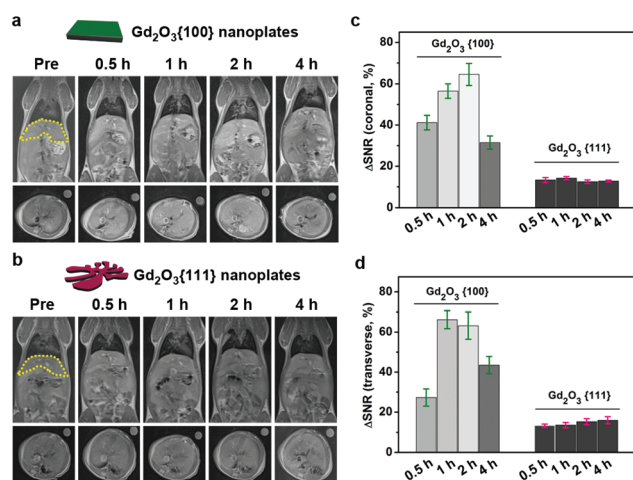 a
Gd₂O₃{100} nanoplates
Pre 0.5 h 1 h 2 h 4 h
b
Gd₂O₃{111} nanoplates
Pre 0.5 h 1 h 2 h 4 h
c
ΔSNR (coronal, %)
80
60
40
20
0
Gd₂O₃ {100}
Gd₂O₃ {111}
0.5 h 1 h 2 h 4 h 0.5 h 1 h 2 h 4 h
d
ΔSNR (transverse, %)
80
60
40
20
0
Gd₂O₃ {100}
Gd₂O₃ {111}
0.5 h 1 h 2 h 4 h 0.5 h 1 h 2 h 4 h